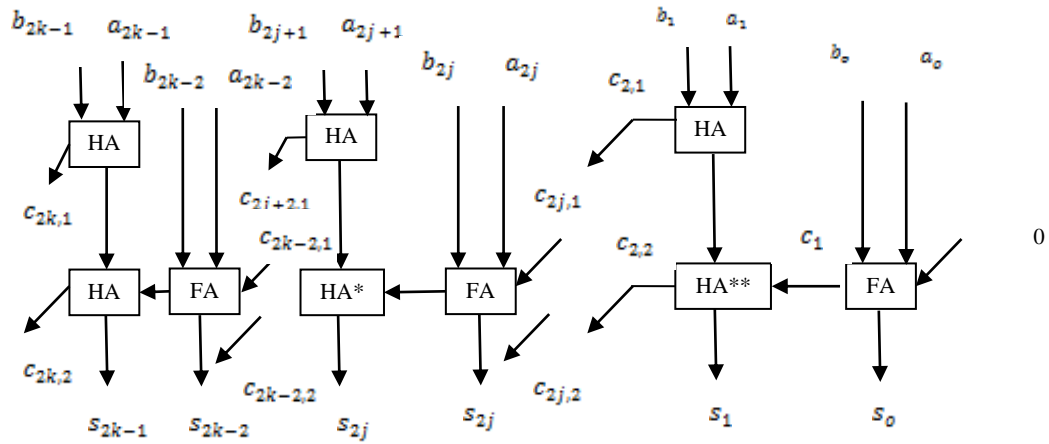 b₂ₖ₋₁ a₂ₖ₋₁ b₂ⱼ₊₁ a₂ⱼ₊₁ b₁ a₁
b₂ₖ₋₂ a₂ₖ₋₂ b₂ⱼ a₂ⱼ c₂,₁ b₀ a₀
HA HA HA
c₂ₖ,₁ c₂ⱼ₊₂,₁ c₂ⱼ,₁
c₂ₖ₋₂,₁ c₂,₂ c₁ 0
HA FA HA* FA HA** FA
c₂ₖ,₂ c₂ₖ₋₂,₂ c₂ⱼ,₂
s₂ₖ₋₁ s₂ₖ₋₂ s₂ⱼ s₂ⱼ s₁ s₀